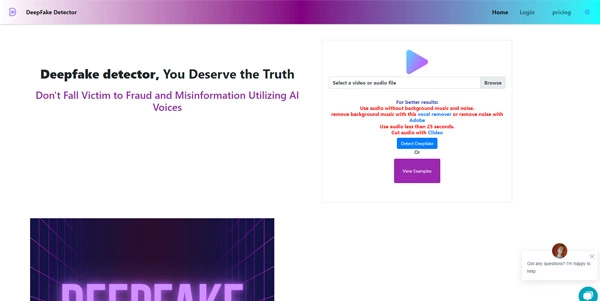 DeepFake Detector
Home
Login
pricing
Deepfake detector, You Deserve the Truth
Don't Fall Victim to Fraud and Misinformation Utilizing AI
Voices
Select a video or audio file
Browse
For better results:
Use audio without background music and noise.
remove background music with this vocal remover or remove noise with
Adobe
Use audio less than 25 seconds.
Cut audio with Clideo
Detect Deepfake
Or
View Examples
DEEPFAKE
Got any questions? I'm happy to
help